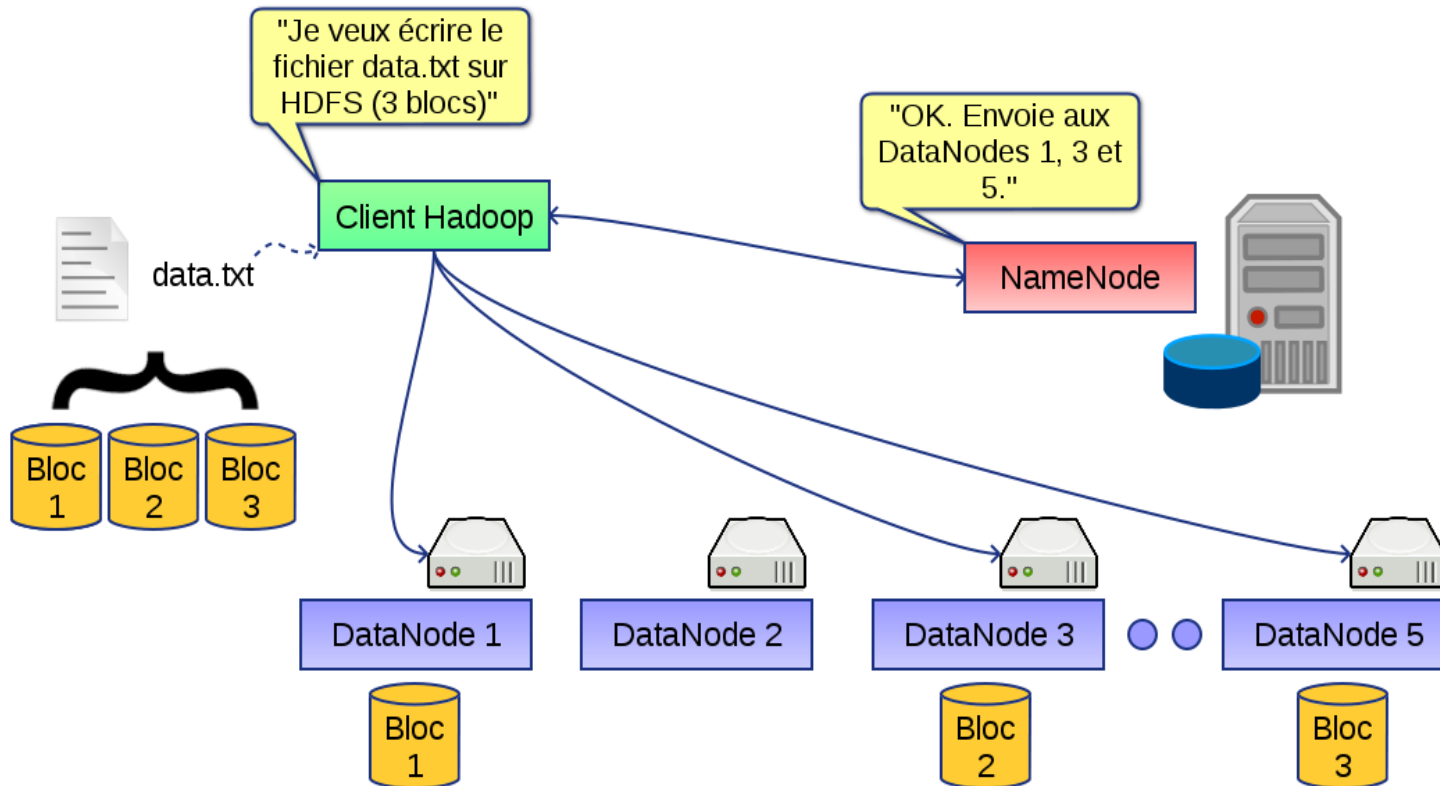 "Je veux écrire le
fichier data.txt sur
HDFS (3 blocs)"
"OK. Envoie aux
DataNodes 1, 3 et
5."
Client Hadoop
data.txt
NameNode
Bloc
1
Bloc
2
Bloc
3
DataNode 1
DataNode 2
DataNode 3
DataNode 5
Bloc
1
Bloc
2
Bloc
3